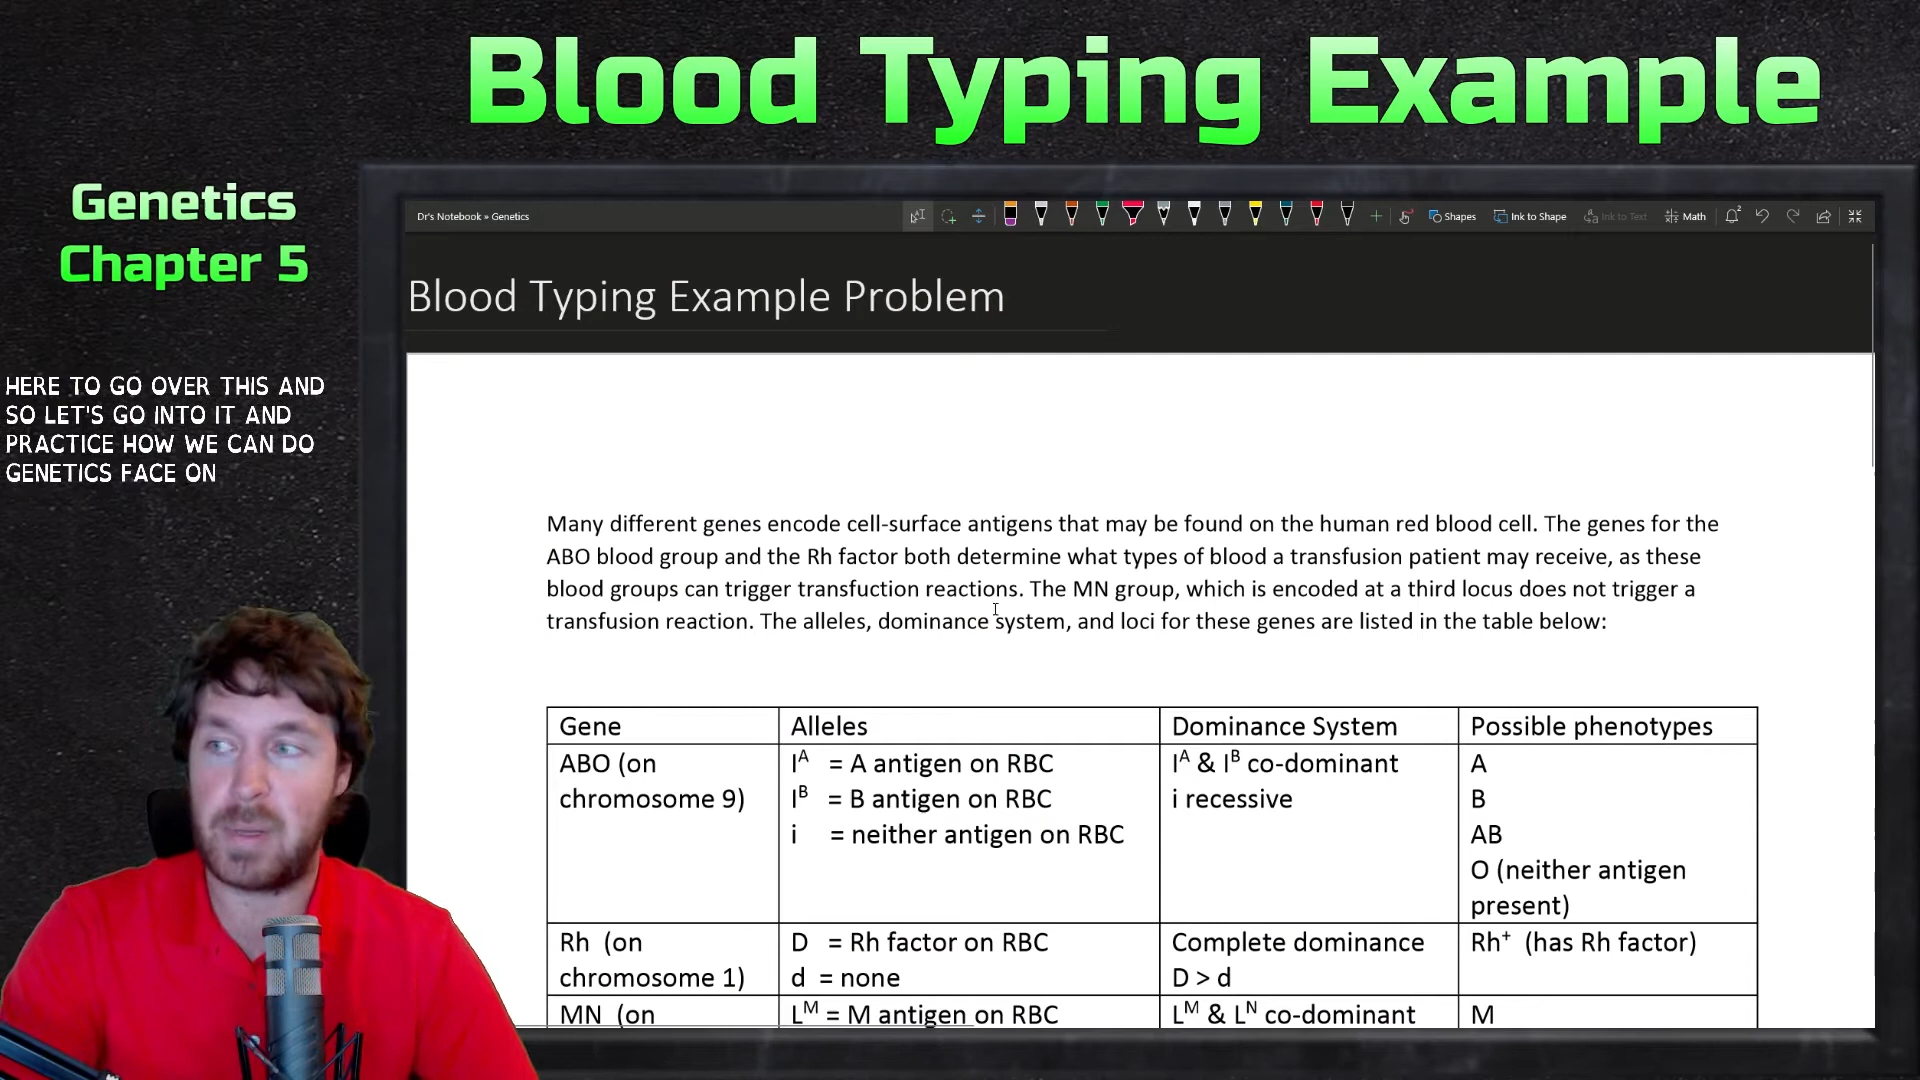 Blood Typing Example
Genetics
Chapter 5
HERE TO GO OVER THIS AND
SO LET'S GO INTO IT AND
PRACTICE HOW WE CAN DO
GENETICS FACE ON
Dr's Notebook » Genetics
Shapes
Ink to Shape
Ink to Text
Math
Blood Typing Example Problem
Many different genes encode cell-surface antigens that may be found on the human red blood cell. The genes for the
ABO blood group and the Rh factor both determine what types of blood a transfusion patient may receive, as these
blood groups can trigger transfuction reactions. The MN group, which is encoded at a third locus does not trigger a
transfusion reaction. The alleles, dominance system, and loci for these genes are listed in the table below:
Gene Alleles Dominance System Possible phenotypes
ABO (on Iᴬ = A antigen on RBC Iᴬ & Iᴮ co-dominant A
chromosome 9) Iᴮ = B antigen on RBC i recessive B
i = neither antigen on RBC AB
O (neither antigen
present)
Rh (on D = Rh factor on RBC Complete dominance Rh⁺ (has Rh factor)
chromosome 1) d = none D > d
MN (on Lᴹ = M antigen on RBC Lᴹ & Lᴺ co-dominant M